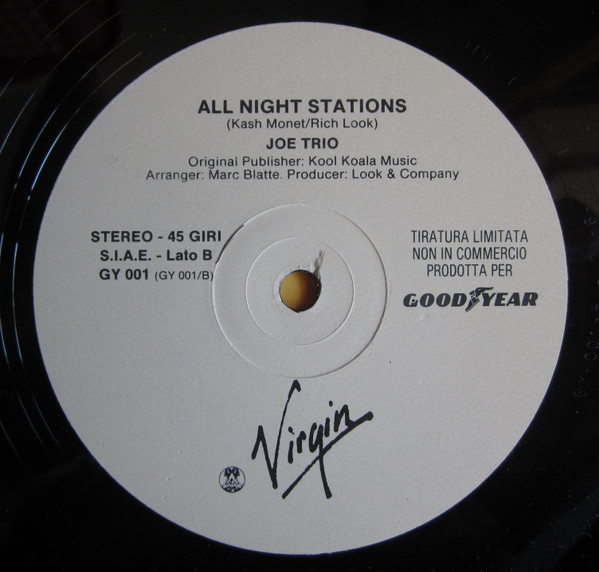 ALL NIGHT STATIONS
(Kash Monet/Rich Look)
JOE TRIO
Original Publisher: Kool Koala Music
Arranger: Marc Blatte. Producer: Look & Company
STEREO - 45 GIRI
S.I.A.E. - Lato B
GY 001 (GY 001/B)
TIRATURA LIMITATA
NON IN COMMERCIO
PRODOTTA PER
GOODYEAR
Virgin